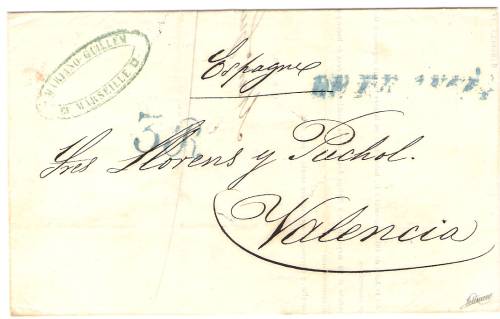 MARIANO GUILLEM
MARSEILLE
Espagne
Sres Llorens y Puchol.
Valencia